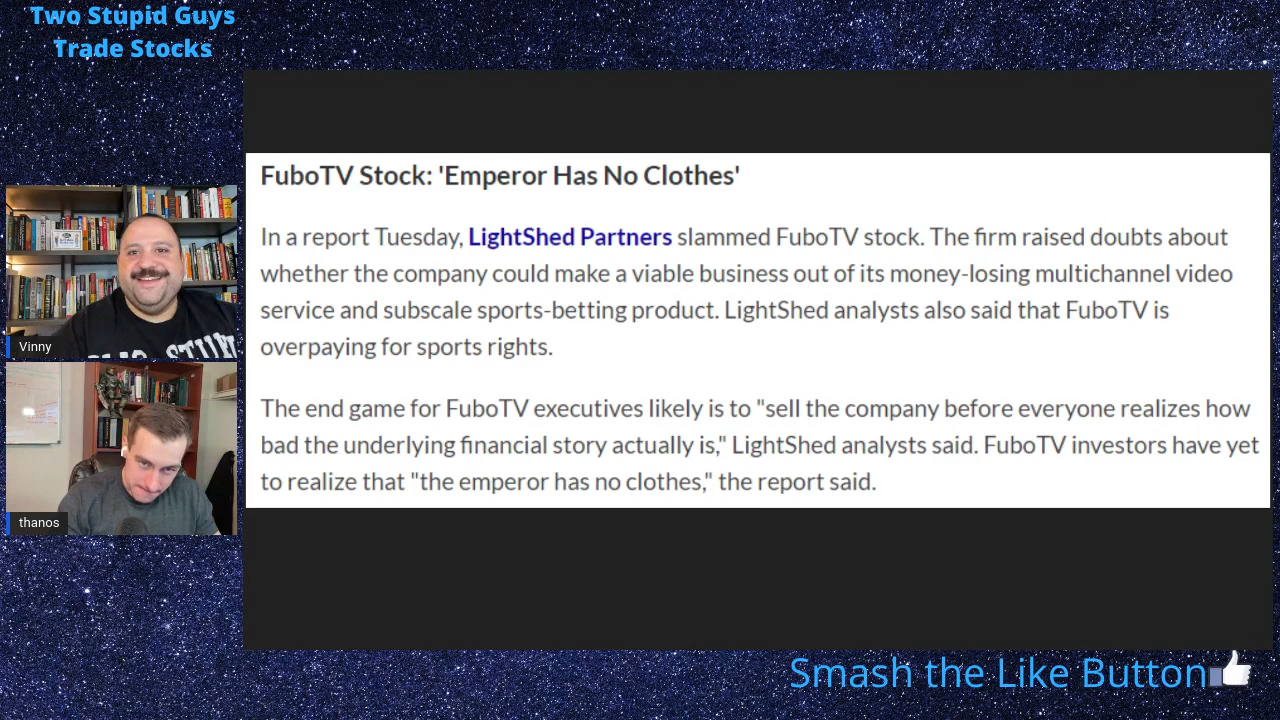 Two Stupid Guys
Trade Stocks
FuboTV Stock: 'Emperor Has No Clothes'
In a report Tuesday, LightShed Partners slammed FuboTV stock. The firm raised doubts about
whether the company could make a viable business out of its money-losing multichannel video
service and subscale sports-betting product. LightShed analysts also said that FuboTV is
overpaying for sports rights.
The end game for FuboTV executives likely is to "sell the company before everyone realizes how
bad the underlying financial story actually is," LightShed analysts said. FuboTV investors have yet
to realize that "the emperor has no clothes," the report said.
Vinny
thanos
Smash the Like Button